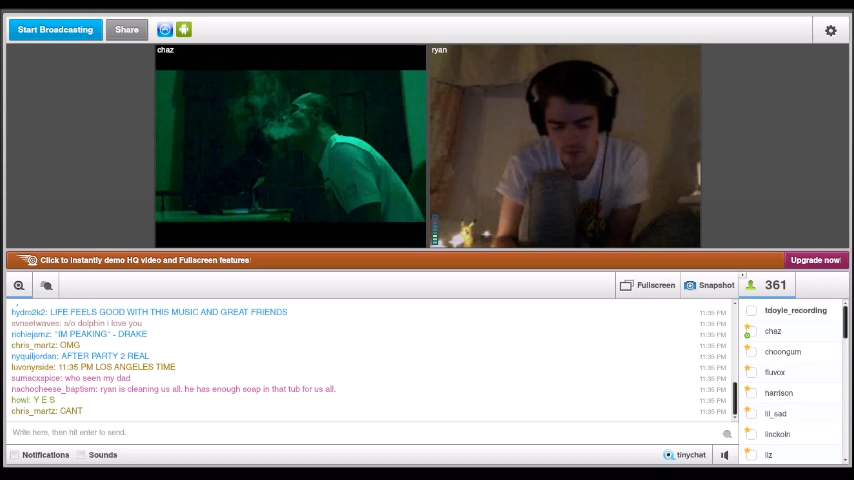 Start Broadcasting
Share
chaz
ryan
Click to instantly demo HQ video and Fullscreen features!
Upgrade now!
Fullscreen
Snapshot
361
hydro2k2: LIFE FEELS GOOD WITH THIS MUSIC AND GREAT FRIENDS 11:35 PM
svnsetwaves: s/o dolphin i love you 11:35 PM
richiejamz: "IM PEAKING" - DRAKE 11:35 PM
chris_martz: OMG 11:35 PM
nyquiljordan: AFTER PARTY 2 REAL 11:35 PM
luvonyrside: 11:35 PM LOS ANGELES TIME 11:35 PM
sumacxspice: who seen my dad 11:35 PM
nachocheese_baptism: ryan is cleaning us all. he has enough soap in that tub for us all. 11:35 PM
howl: Y E S 11:35 PM
chris_martz: CANT 11:35 PM
Write here, then hit enter to send.
Notifications
Sounds
tinychat
tdoyle_recording
chaz
choongum
fluvox
harrison
lil_sad
linckoln
liz